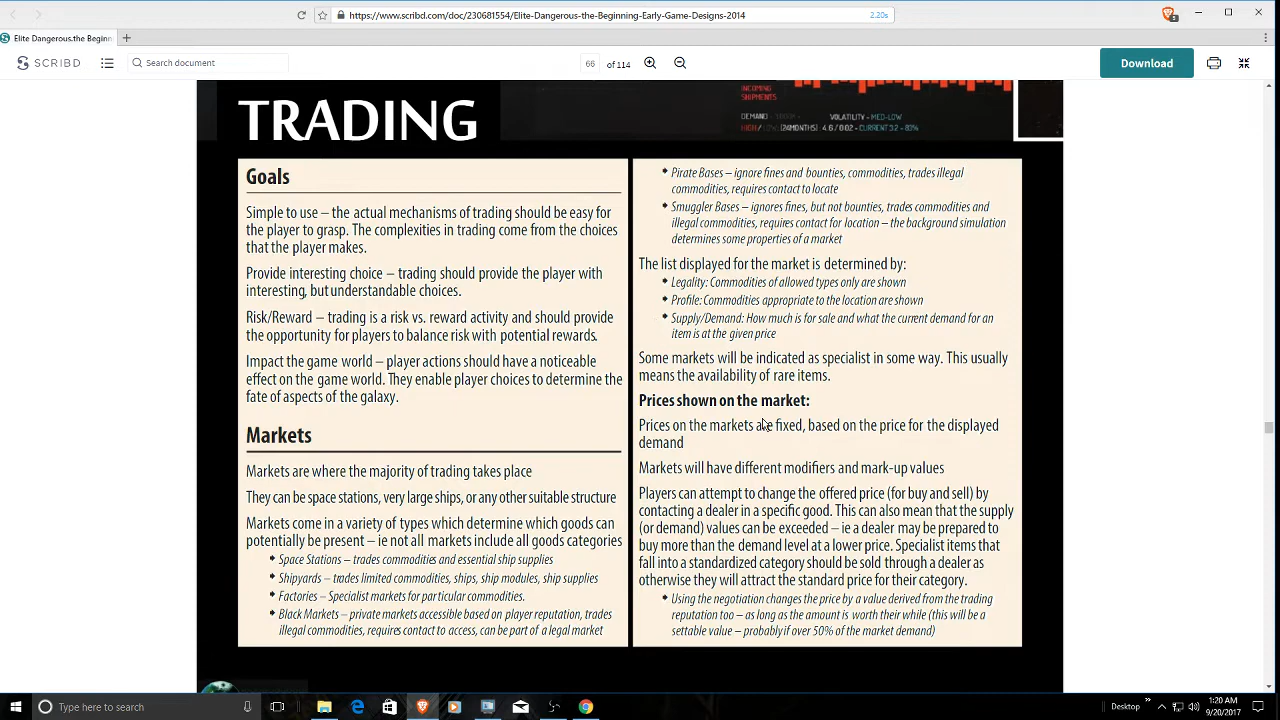 https://www.scribd.com/doc/230681554/Elite-Dangerous-the-Beginning-Early-Game-Designs-2014
2.20s
Elite Dangerous.the Beginn
SCRIBD
Search document
66 of 114
Download
INCOMING
SHIPMENTS
VOLATILITY - MED-LOW
TRADING
Goals
Simple to use – the actual mechanisms of trading should be easy for
the player to grasp. The complexities in trading come from the choices
that the player makes.
Provide interesting choice – trading should provide the player with
interesting, but understandable choices.
Risk/Reward – trading is a risk vs. reward activity and should provide
the opportunity for players to balance risk with potential rewards.
Impact the game world – player actions should have a noticeable
effect on the game world. They enable player choices to determine the
fate of aspects of the galaxy.
Markets
Markets are where the majority of trading takes place
They can be space stations, very large ships, or any other suitable structure
Markets come in a variety of types which determine which goods can
potentially be present – ie not all markets include all goods categories
Space Stations – trades commodities and essential ship supplies
Shipyards – trades limited commodities, ships, ship modules, ship supplies
Factories – Specialist markets for particular commodities.
Black Markets – private markets accessible based on player reputation, trades
illegal commodities, requires contact to access, can be part of a legal market
Pirate Bases – ignore fines and bounties, commodities, trades illegal
commodities, requires contact to locate
Smuggler Bases – ignores fines, but not bounties, trades commodities and
illegal commodities, requires contact for location – the background simulation
determines some properties of a market
The list displayed for the market is determined by:
Legality: Commodities of allowed types only are shown
Profile: Commodities appropriate to the location are shown
Supply/Demand: How much is for sale and what the current demand for an
item is at the given price
Some markets will be indicated as specialist in some way. This usually
means the availability of rare items.
Prices shown on the market:
Prices on the markets are fixed, based on the price for the displayed
demand
Markets will have different modifiers and mark-up values
Players can attempt to change the offered price (for buy and sell) by
contacting a dealer in a specific good. This can also mean that the supply
(or demand) values can be exceeded – ie a dealer may be prepared to
buy more than the demand level at a lower price. Specialist items that
fall into a standardized category should be sold through a dealer as
otherwise they will attract the standard price for their category.
Using the negotiation changes the price by a value derived from the trading
reputation too – as long as the amount is worth their while (this will be a
settable value – probably if over 50% of the market demand)
Type here to search
Desktop
1:20 AM
9/20/2017